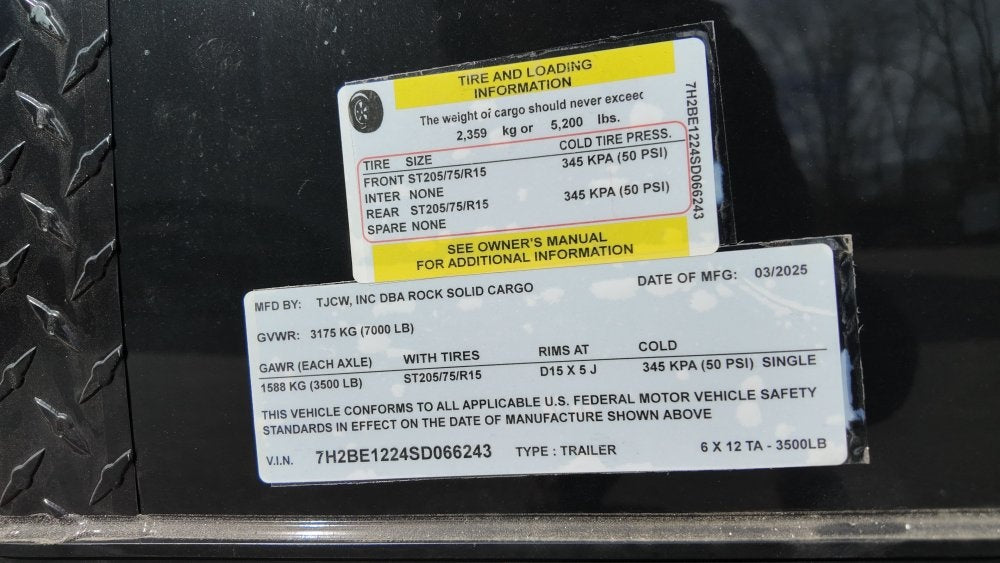 TIRE AND LOADING
INFORMATION
The weight of cargo should never exceed
2,359 kg or 5,200 lbs.
TIRE SIZE COLD TIRE PRESS.
FRONT ST205/75/R15 345 KPA (50 PSI)
INTER NONE
REAR ST205/75/R15 345 KPA (50 PSI)
SPARE NONE
SEE OWNER'S MANUAL
FOR ADDITIONAL INFORMATION
7H2BE1224SD066243
MFD BY: TJCW, INC DBA ROCK SOLID CARGO DATE OF MFG: 03/2025
GVWR: 3175 KG (7000 LB)
GAWR (EACH AXLE) WITH TIRES RIMS AT COLD
1588 KG (3500 LB) ST205/75/R15 D15 X 5 J 345 KPA (50 PSI) SINGLE
THIS VEHICLE CONFORMS TO ALL APPLICABLE U.S. FEDERAL MOTOR VEHICLE SAFETY
STANDARDS IN EFFECT ON THE DATE OF MANUFACTURE SHOWN ABOVE
V.I.N. 7H2BE1224SD066243 TYPE : TRAILER 6 X 12 TA - 3500LB